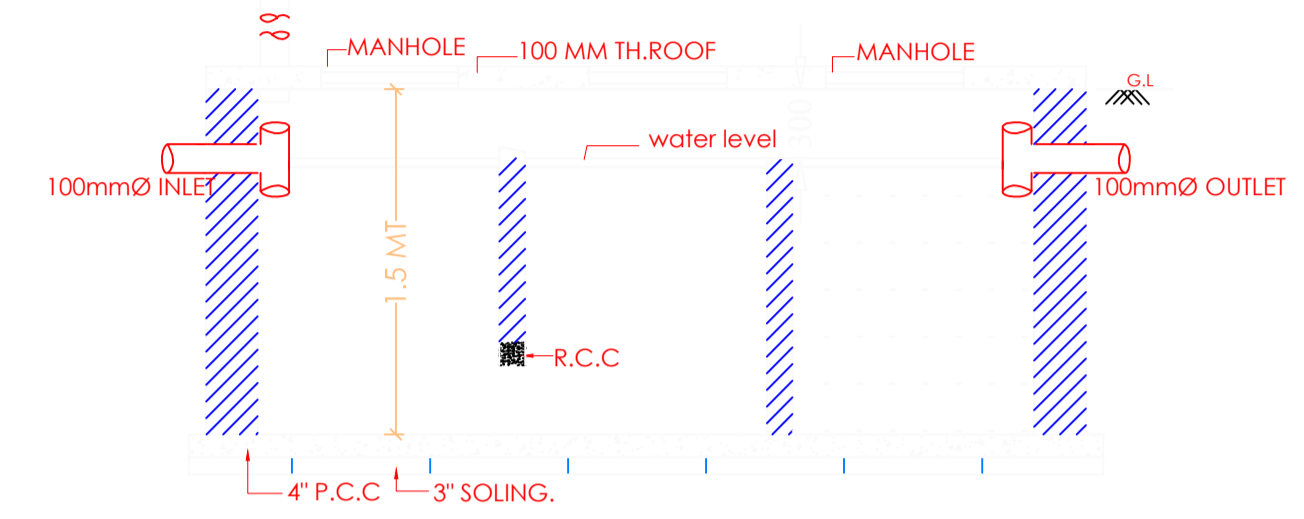 MANHOLE
100 MM TH.ROOF
MANHOLE
G.L
300
water level
100mmØ INLET
100mmØ OUTLET
1.5 MT
R.C.C
4" P.C.C
3" SOLING.